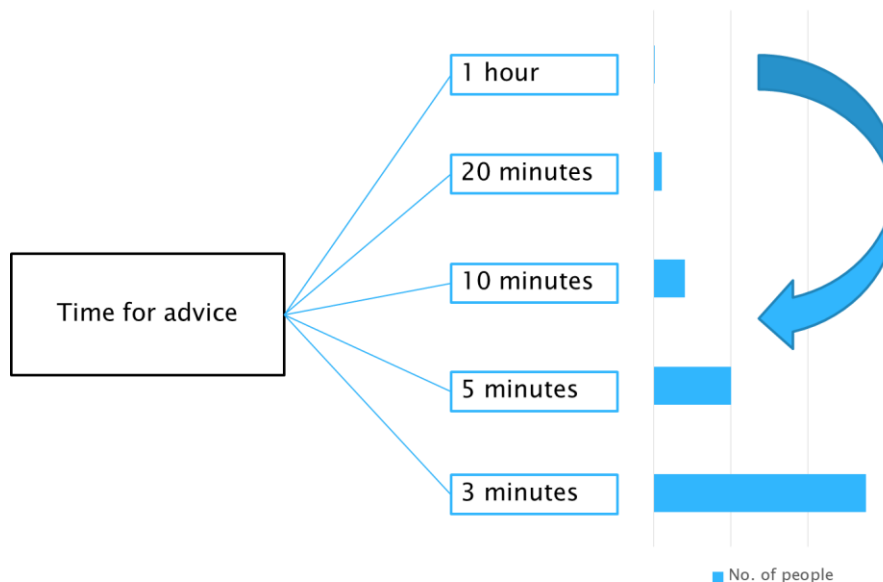 1 hour
20 minutes
10 minutes
Time for advice
5 minutes
3 minutes
No. of people